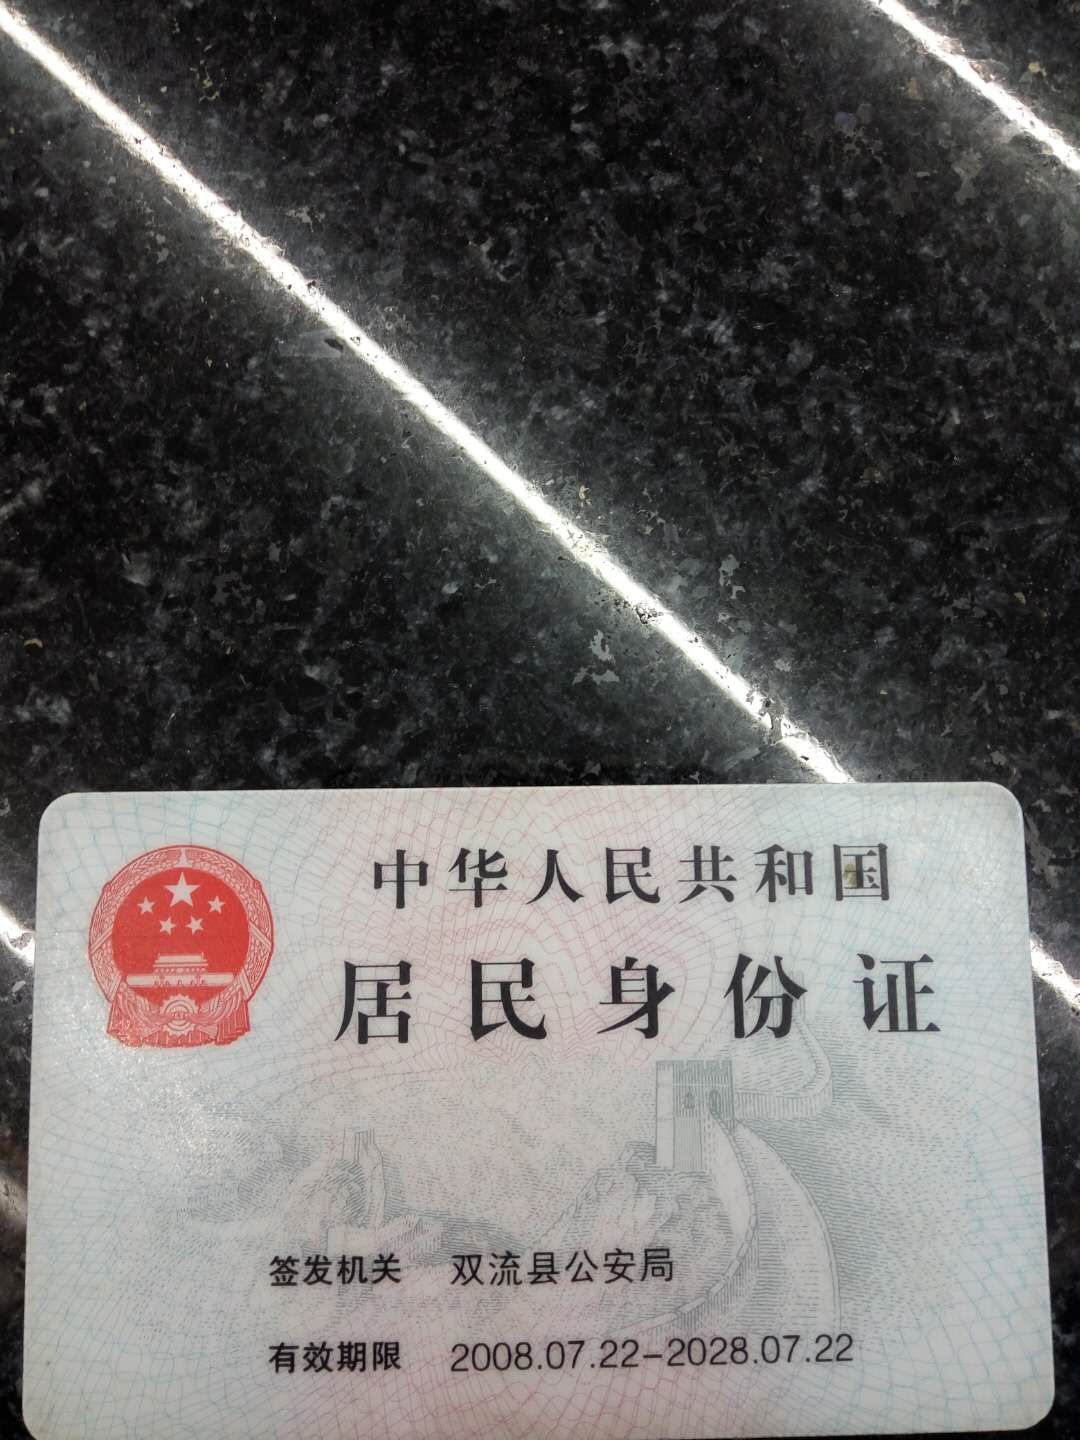 中华人民共和国
居民身份证
签发机关 双流县公安局
有效期限 2008.07.22-2028.07.22